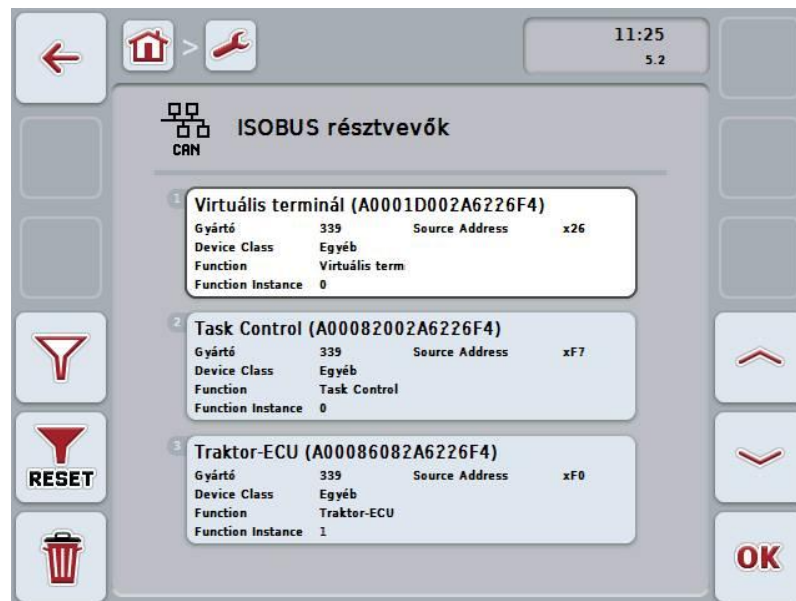 11:25
5.2
>
CAN
ISOBUS résztvevők
1
Virtuális terminál (A0001D002A6226F4)
Gyártó 339 Source Address x26
Device Class Egyéb
Function Virtuális term
Function Instance 0
2
Task Control (A00082002A6226F4)
Gyártó 339 Source Address xF7
Device Class Egyéb
Function Task Control
Function Instance 0
3
Traktor-ECU (A00086082A6226F4)
Gyártó 339 Source Address xF0
Device Class Egyéb
Function Traktor-ECU
Function Instance 1
RESET
OK